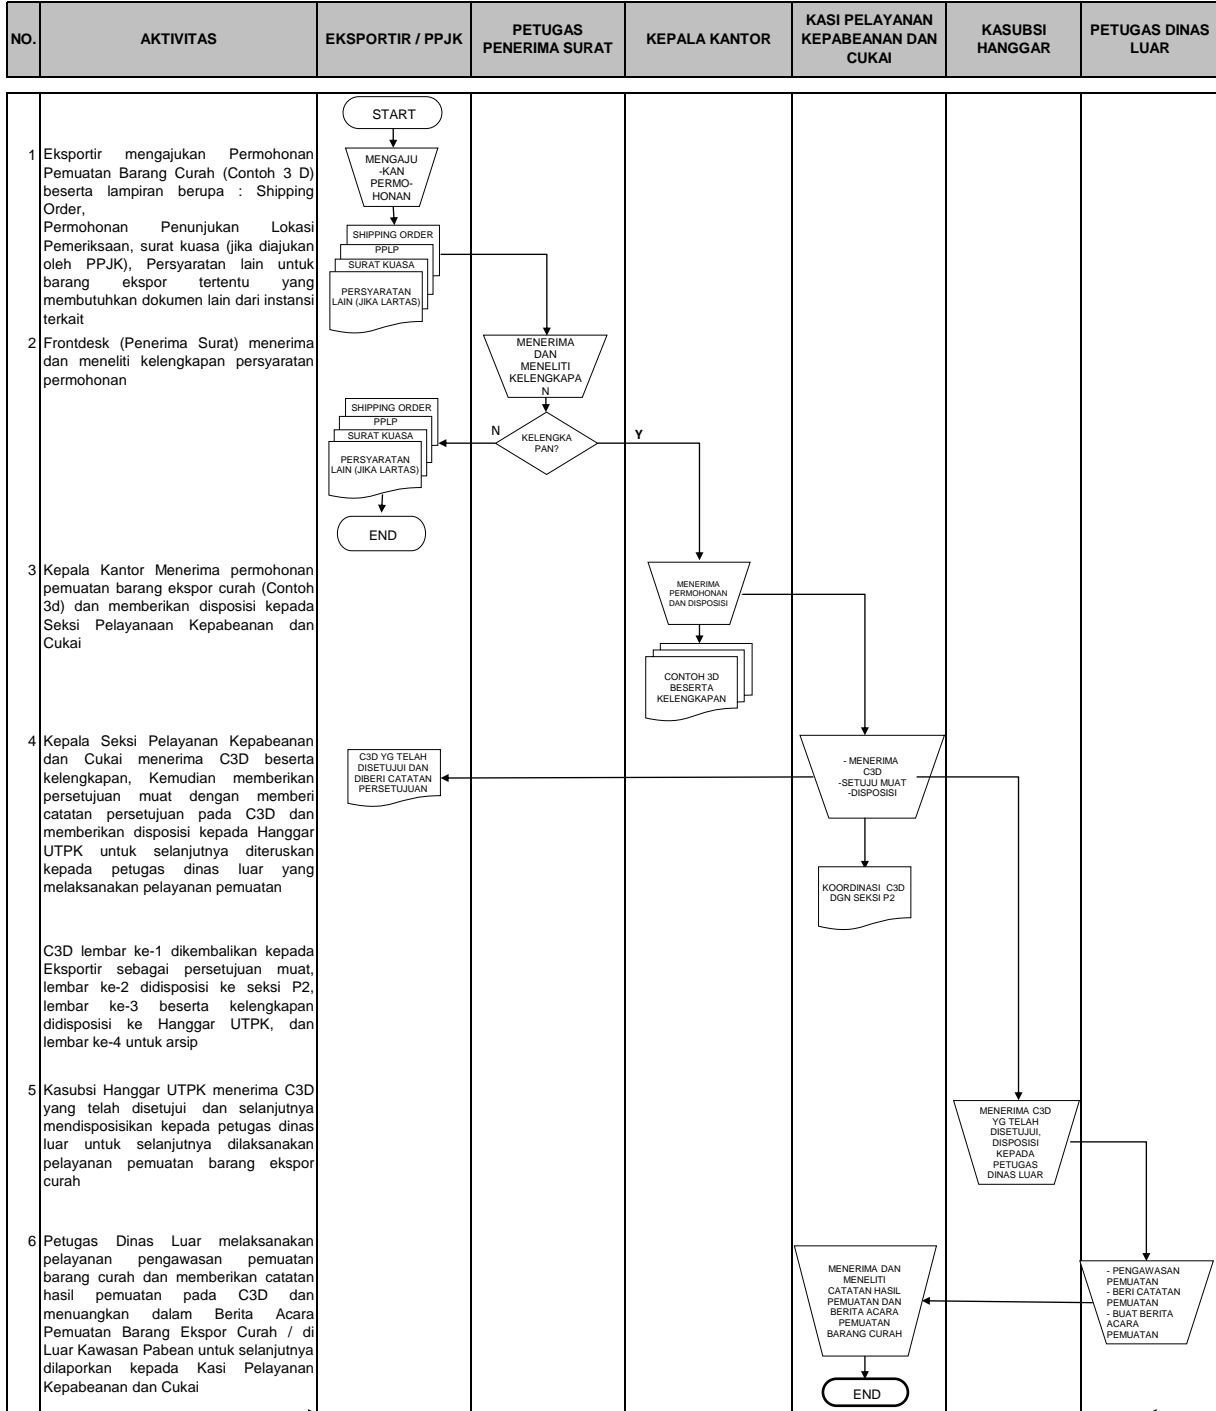 NO.
AKTIVITAS
EKSPORTIR / PPJK
PETUGAS
PENERIMA SURAT
KEPALA KANTOR
KASI PELAYANAN
KEPABEANAN DAN
CUKAI
KASUBSI
HANGGAR
PETUGAS DINAS
LUAR
START
1 Eksportir mengajukan Permohonan
Pemuatan Barang Curah (Contoh 3 D)
beserta lampiran berupa : Shipping
Order,
Permohonan Penunjukan Lokasi
Pemeriksaan, surat kuasa (jika diajukan
oleh PPJK), Persyaratan lain untuk
barang ekspor tertentu yang
membutuhkan dokumen lain dari instansi
terkait
MENGAJU
-KAN
PERMO-
HONAN
SHIPPING ORDER
PPLP
SURAT KUASA
PERSYARATAN
LAIN (JIKA LARTAS)
2 Frontdesk (Penerima Surat) menerima
dan meneliti kelengkapan persyaratan
permohonan
MENERIMA
DAN
MENELITI
KELENGKAPA
N
SHIPPING ORDER
PPLP
SURAT KUASA
PERSYARATAN
LAIN (JIKA LARTAS)
N
KELENGKA
PAN?
Y
END
3 Kepala Kantor Menerima permohonan
pemuatan barang ekspor curah (Contoh
3d) dan memberikan disposisi kepada
Seksi Pelayanaan Kepabeanan dan
Cukai
MENERIMA
PERMOHONAN
DAN DISPOSISI
CONTOH 3D
BESERTA
KELENGKAPAN
4 Kepala Seksi Pelayanan Kepabeanan
dan Cukai menerima C3D beserta
kelengkapan, Kemudian memberikan
persetujuan muat dengan memberi
catatan persetujuan pada C3D dan
memberikan disposisi kepada Hanggar
UTPK untuk selanjutnya diteruskan
kepada petugas dinas luar yang
melaksanakan pelayanan pemuatan
C3D YG TELAH
DISETUJUI DAN
DIBERI CATATAN
PERSETUJUAN
- MENERIMA
C3D
-SETUJU MUAT
-DISPOSISI
KOORDINASI C3D
DGN SEKSI P2
C3D lembar ke-1 dikembalikan kepada
Eksportir sebagai persetujuan muat,
lembar ke-2 didisposisi ke seksi P2,
lembar ke-3 beserta kelengkapan
didisposisi ke Hanggar UTPK, dan
lembar ke-4 untuk arsip
5 Kasubsi Hanggar UTPK menerima C3D
yang telah disetujui dan selanjutnya
mendisposisikan kepada petugas dinas
luar untuk selanjutnya dilaksanakan
pelayanan pemuatan barang ekspor
curah
MENERIMA C3D
YG TELAH
DISETUJUI,
DISPOSISI
KEPADA
PETUGAS
DINAS LUAR
6 Petugas Dinas Luar melaksanakan
pelayanan pengawasan pemuatan
barang curah dan memberikan catatan
hasil pemuatan pada C3D dan
menuangkan dalam Berita Acara
Pemuatan Barang Ekspor Curah / di
Luar Kawasan Pabean untuk selanjutnya
dilaporkan kepada Kasi Pelayanan
Kepabeanan dan Cukai
MENERIMA DAN
MENELITI
CATATAN HASIL
PEMUATAN DAN
BERITA ACARA
PEMUATAN
BARANG CURAH
- PENGAWASAN
PEMUATAN
- BERI CATATAN
PEMUATAN
- BUAT BERITA
ACARA
PEMUATAN
END